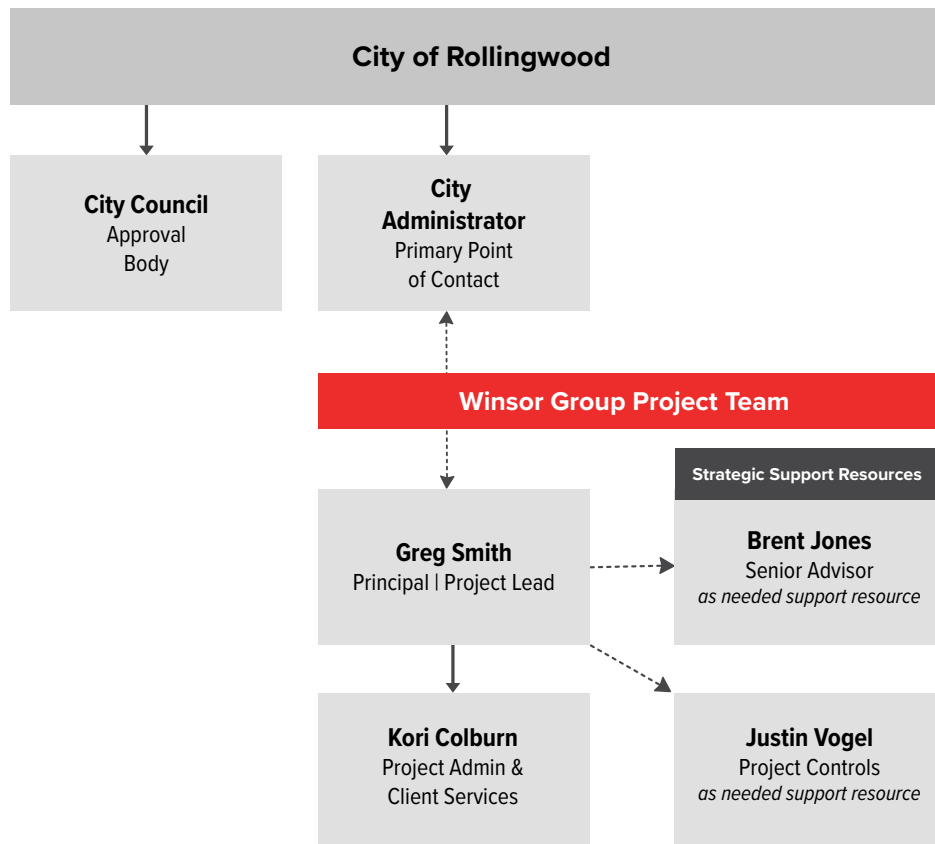 City of Rollingwood
City Council
Approval
Body
City
Administrator
Primary Point
of Contact
Winsor Group Project Team
Strategic Support Resources
Greg Smith
Principal | Project Lead
Brent Jones
Senior Advisor
as needed support resource
Kori Colburn
Project Admin &
Client Services
Justin Vogel
Project Controls
as needed support resource